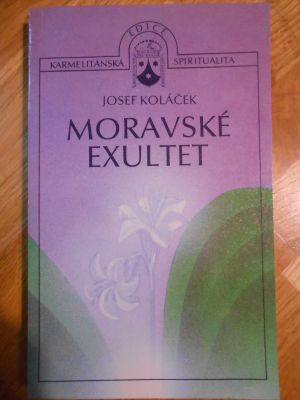 EDICE
KARMELITÁNSKÁ SPIRITUALITA
JOSEF KOLÁČEK
MORAVSKÉ
EXULTET